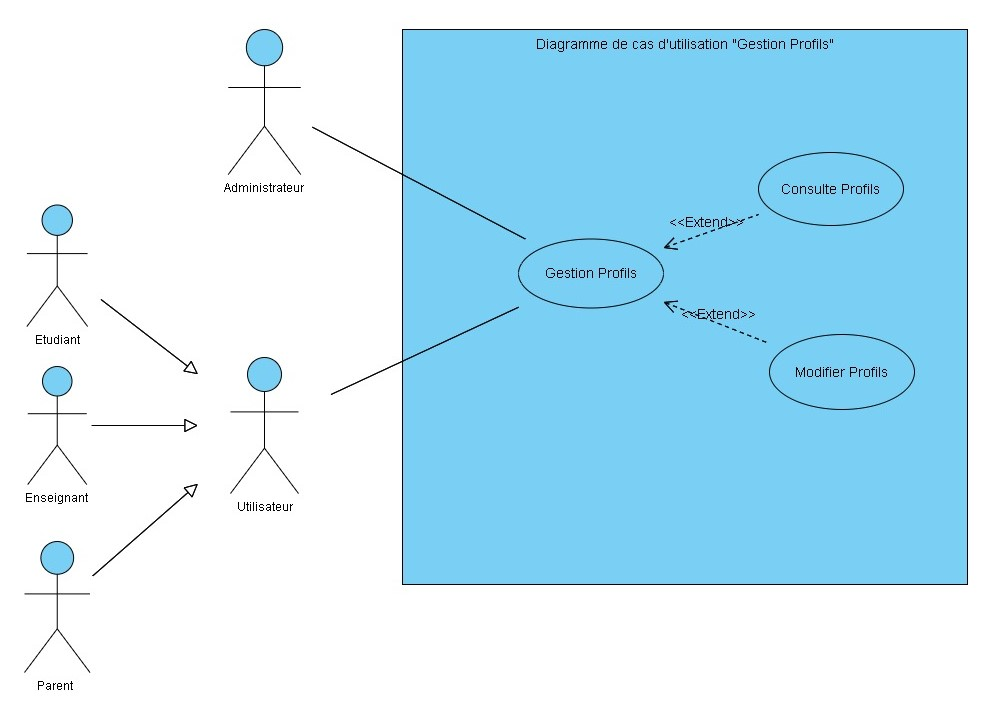 Diagramme de cas d'utilisation "Gestion Profils"
Administrateur
Consulte Profils
<<Extend>>
Gestion Profils
<<Extend>>
Modifier Profils
Etudiant
Enseignant
Utilisateur
Parent